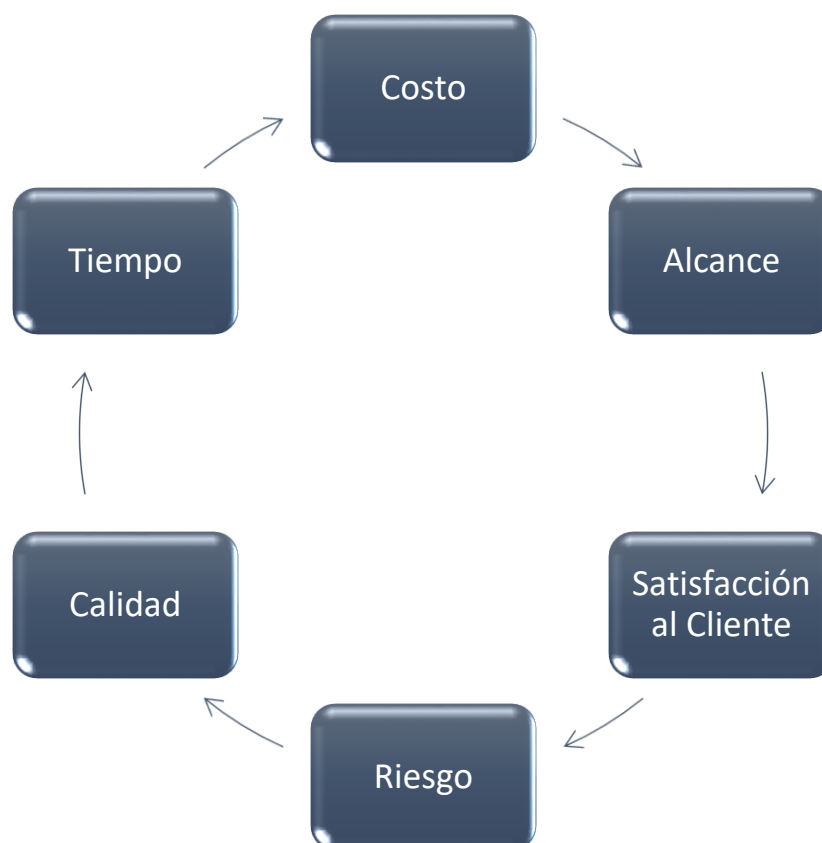 Costo
Alcance
Satisfacción
al Cliente
Riesgo
Calidad
Tiempo